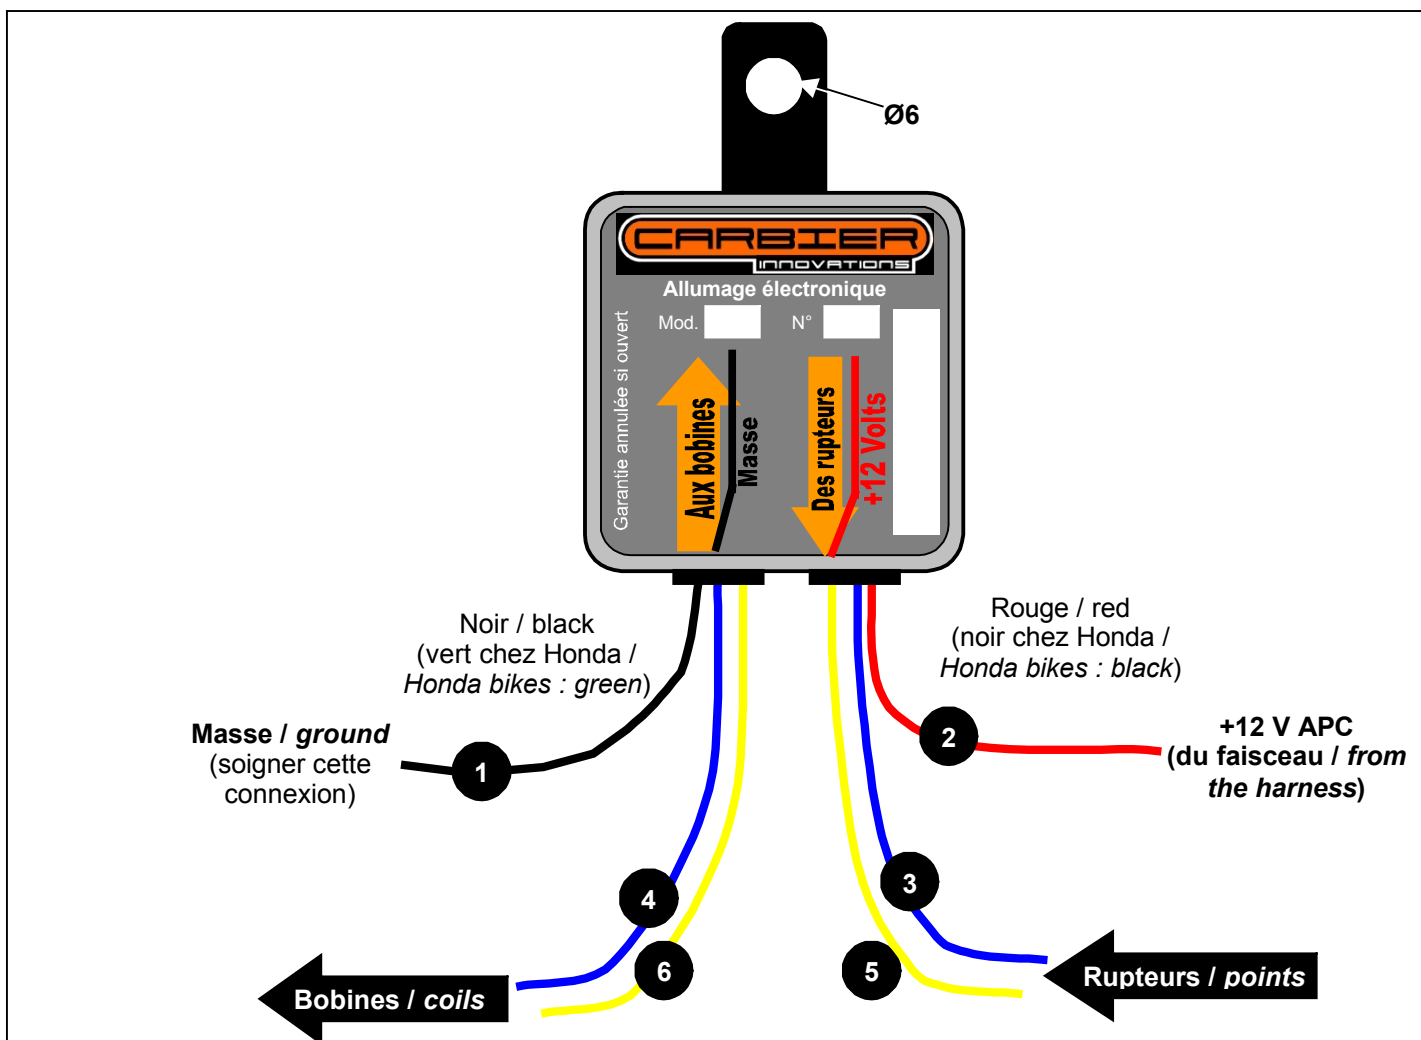 Ø6
CARBIER
INNOVATIONS
Allumage électronique
Mod.
N°
Garantie annulée si ouvert
Aux bobines
Masse
Des rupteurs
+12 Volts
Noir / black
(vert chez Honda /
Honda bikes : green)
Rouge / red
(noir chez Honda /
Honda bikes : black)
Masse / ground
(soigner cette
connexion)
1
2
+12 V APC
(du faisceau / from
the harness)
4
3
6
5
Bobines / coils
Rupteurs / points